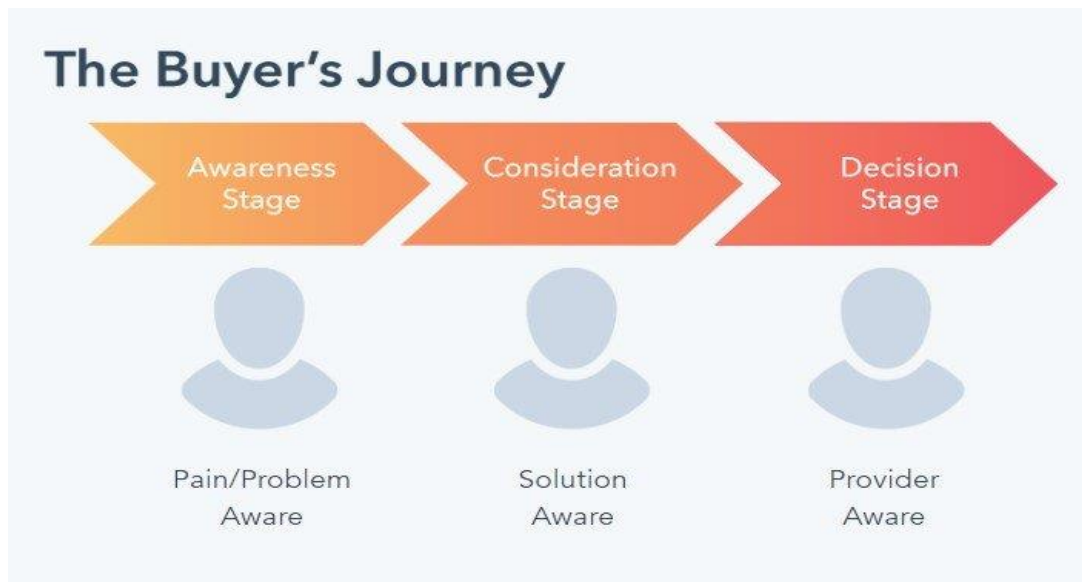 The Buyer's Journey
Awareness
Stage
Consideration
Stage
Decision
Stage
Pain/Problem
Aware
Solution
Aware
Provider
Aware